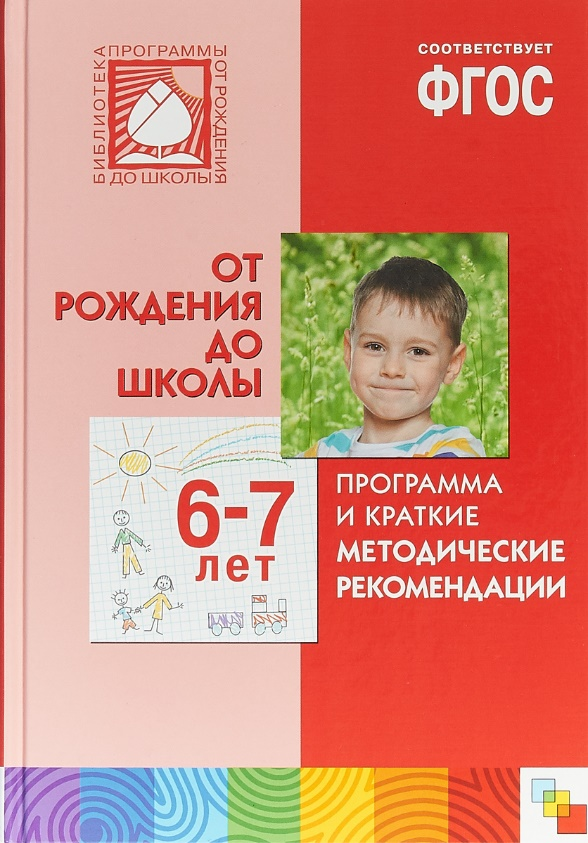 БИБЛИОТЕКА
ПРОГРАММЫ
ОТ РОЖДЕНИЯ
ДО ШКОЛЫ
СООТВЕТСТВУЕТ
ФГОС
ОТ
РОЖДЕНИЯ
ДО
ШКОЛЫ
6-7
лет
ПРОГРАММА
И КРАТКИЕ
МЕТОДИЧЕСКИЕ
РЕКОМЕНДАЦИИ